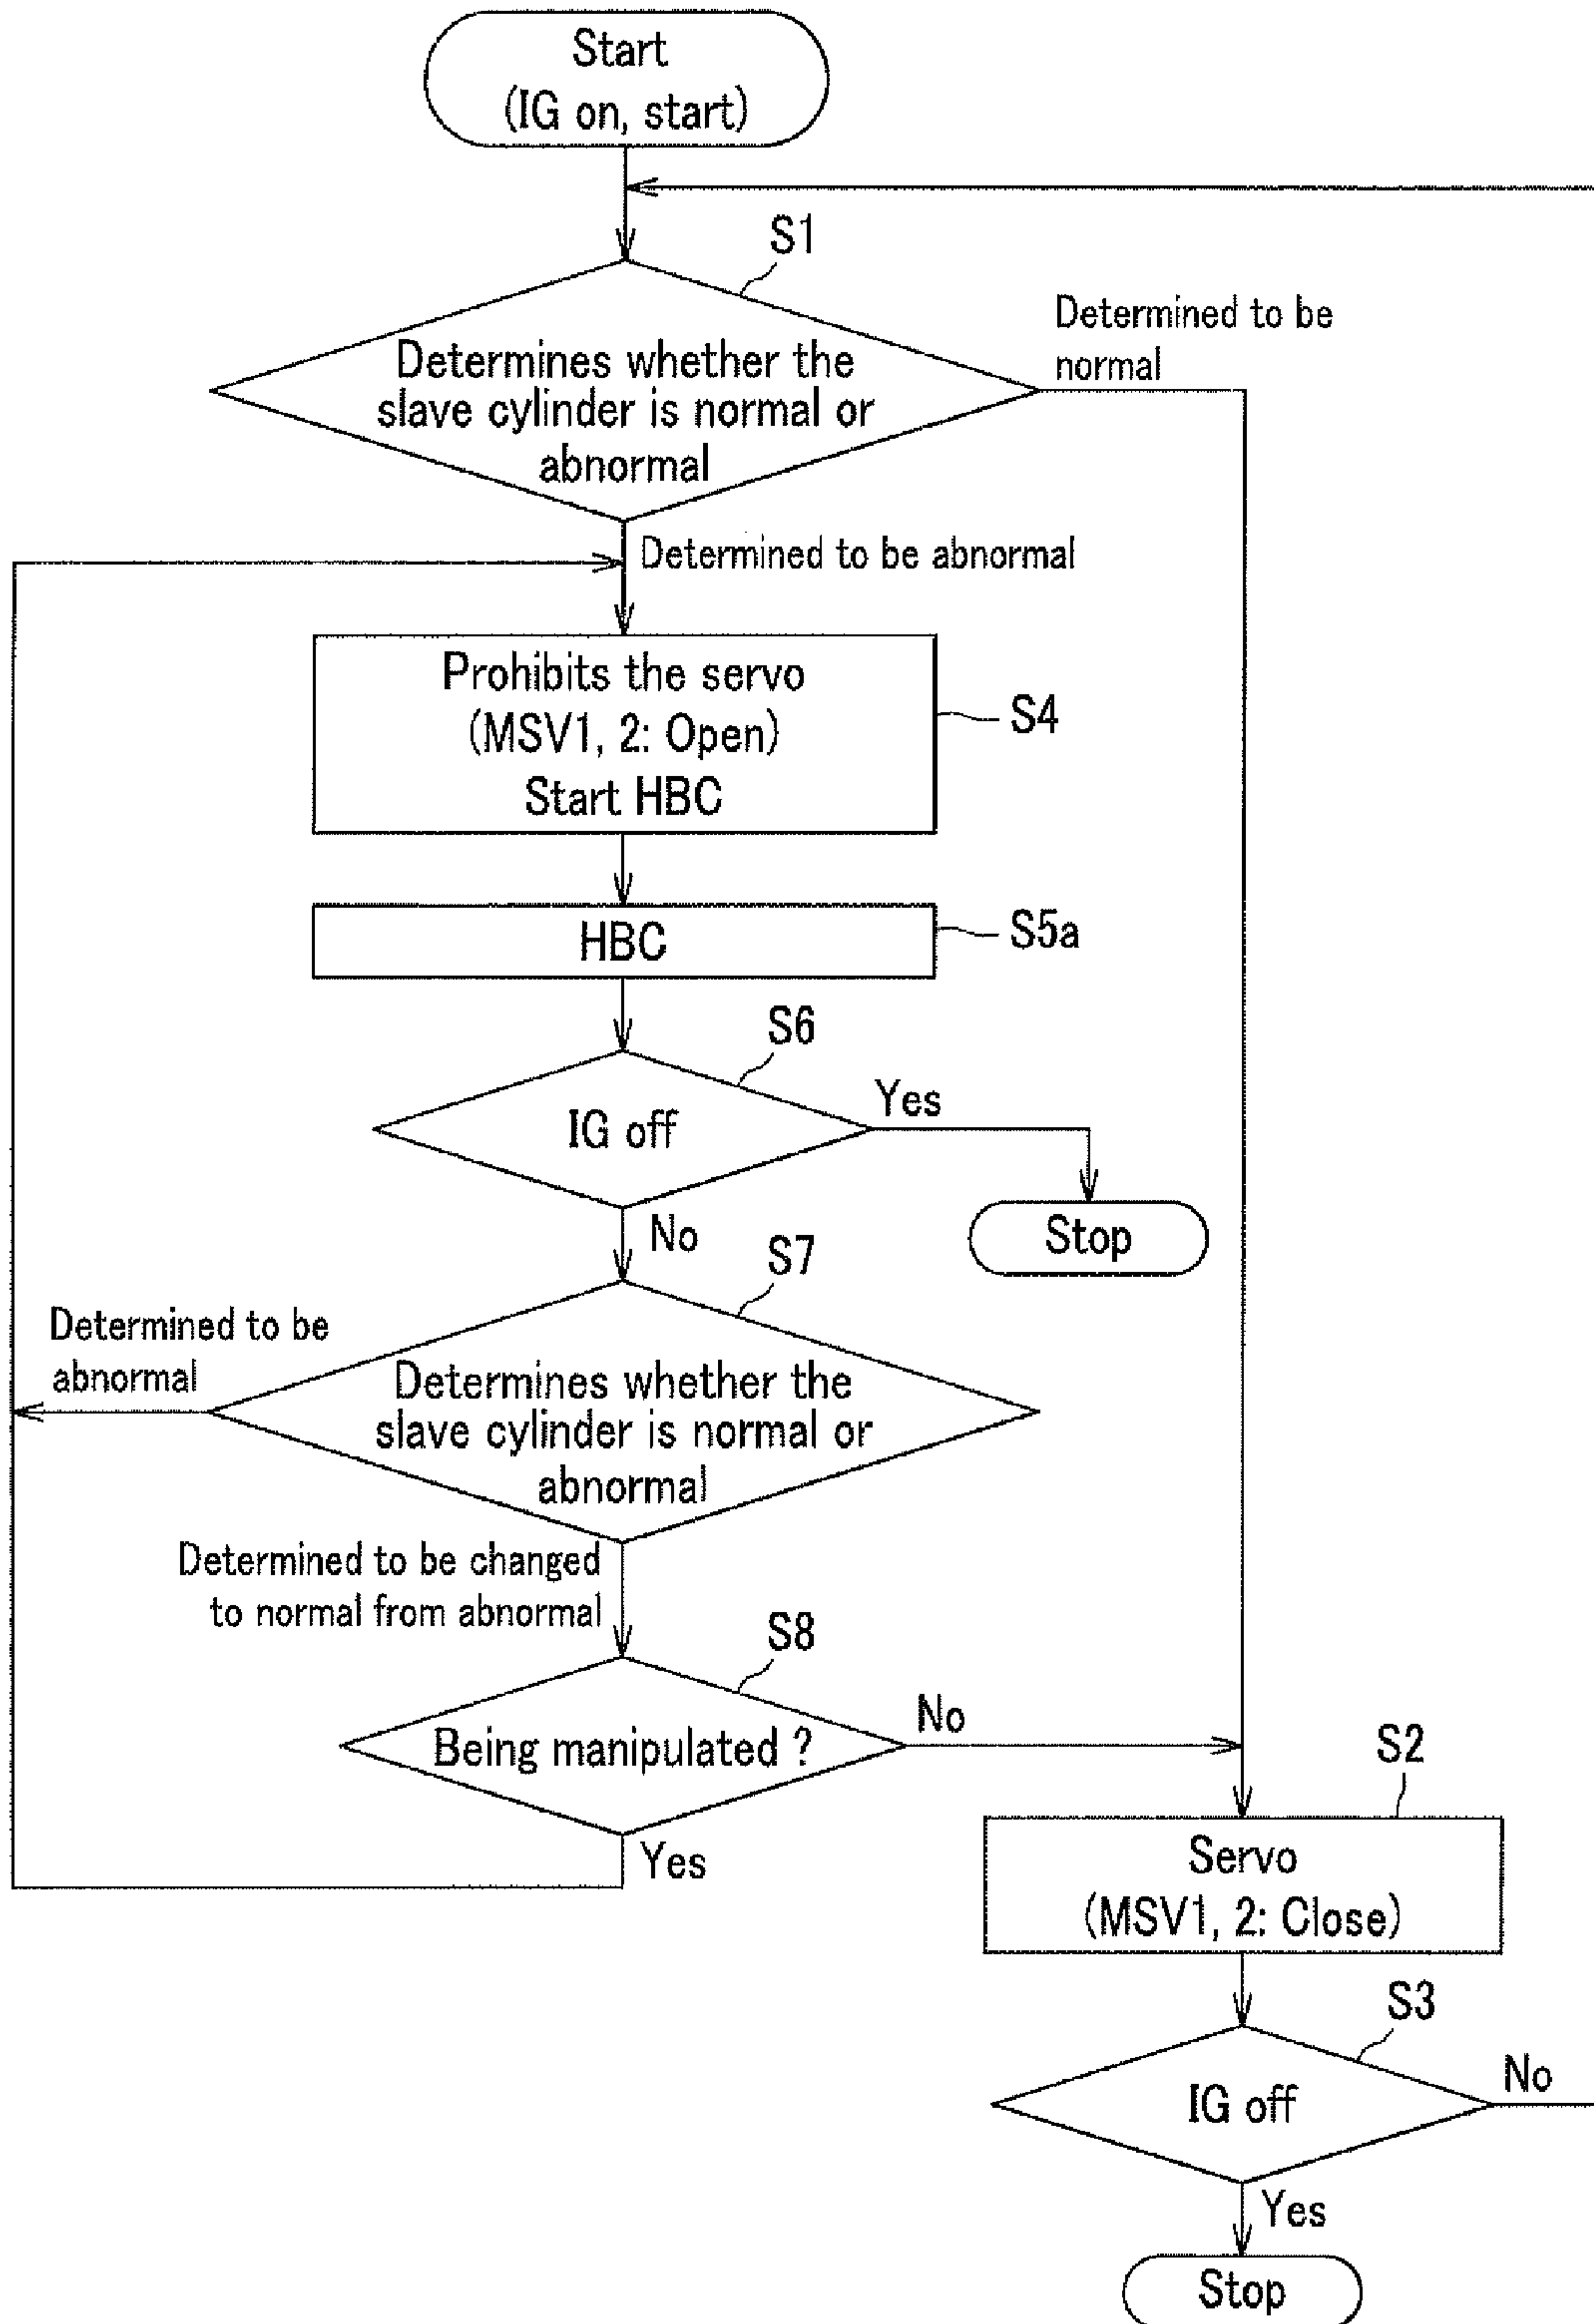 Start
(IG on, start)
S1
Determines whether the
slave cylinder is normal or
abnormal
Determined to be
normal
Determined to be abnormal
Prohibits the servo
(MSV1, 2: Open)
Start HBC
S4
HBC
S5a
S6
IG off
Yes
Stop
No
S7
Determined to be
abnormal
Determines whether the
slave cylinder is normal or
abnormal
Determined to be changed
to normal from abnormal
S8
Being manipulated ?
No
Yes
S2
Servo
(MSV1, 2: Close)
S3
IG off
No
Yes
Stop